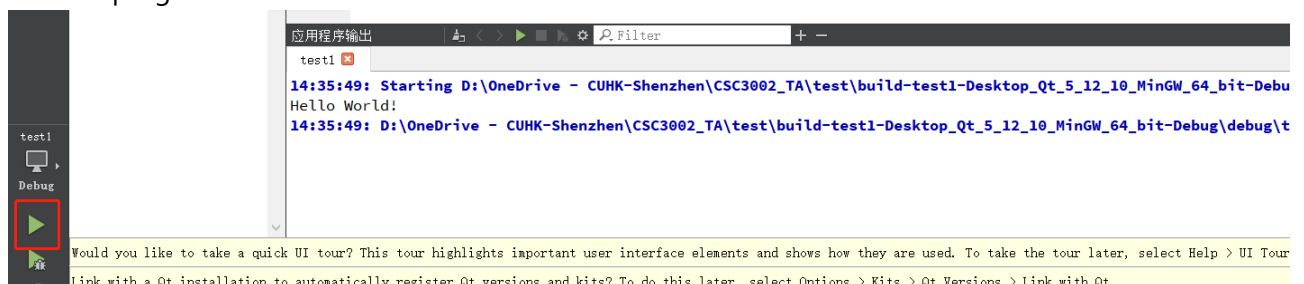 应用程序输出
Filter
test1
14:35:49: Starting D:\OneDrive - CUHK-Shenzhen\CSC3002_TA\test\build-test1-Desktop_Qt_5_12_10_MinGW_64_bit-Debu
Hello World!
14:35:49: D:\OneDrive - CUHK-Shenzhen\CSC3002_TA\test\build-test1-Desktop_Qt_5_12_10_MinGW_64_bit-Debug\debug\t
test1
Debug
Would you like to take a quick UI tour? This tour highlights important user interface elements and shows how they are used. To take the tour later, select Help > UI Tour
Link with a Qt installation to automatically register Qt versions and kits? To do this later, select Options > Kits > Qt Versions > Link with Qt